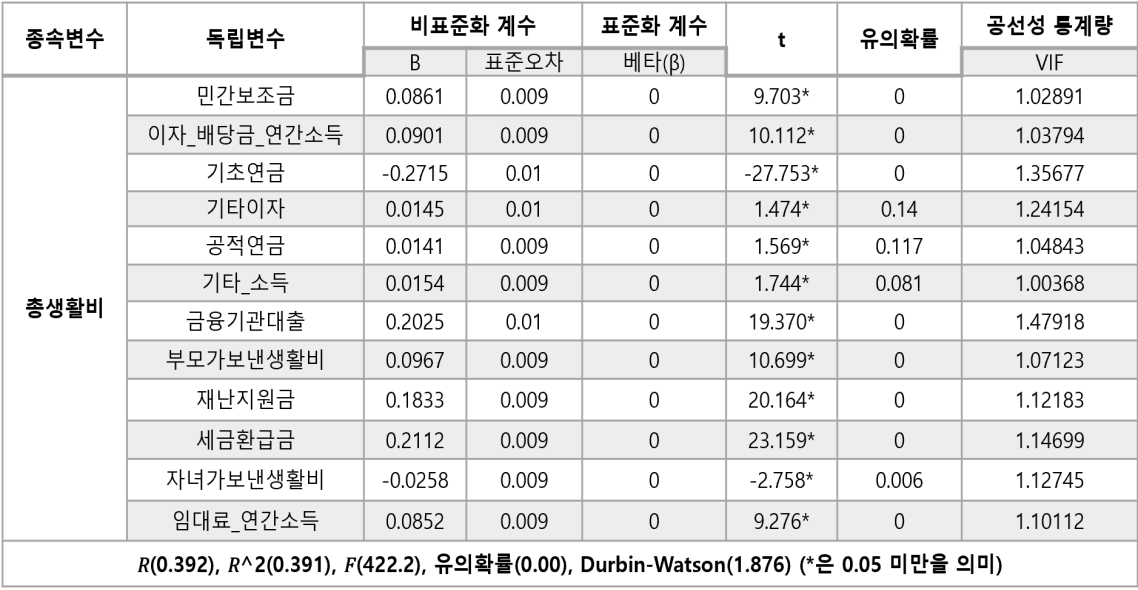 종속변수 독립변수 비표준화 계수 표준화 계수 t 유의확률 공선성 통계량
B 표준오차 베타(β) VIF
총생활비
민간보조금 0.0861 0.009 0 9.703* 0 1.02891
이자_배당금_연간소득 0.0901 0.009 0 10.112* 0 1.03794
기초연금 -0.2715 0.01 0 -27.753* 0 1.35677
기타이자 0.0145 0.01 0 1.474* 0.14 1.24154
공적연금 0.0141 0.009 0 1.569* 0.117 1.04843
기타_소득 0.0154 0.009 0 1.744* 0.081 1.00368
금융기관대출 0.2025 0.01 0 19.370* 0 1.47918
부모가보낸생활비 0.0967 0.009 0 10.699* 0 1.07123
재난지원금 0.1833 0.009 0 20.164* 0 1.12183
세금환급금 0.2112 0.009 0 23.159* 0 1.14699
자녀가보낸생활비 -0.0258 0.009 0 -2.758* 0.006 1.12745
임대료_연간소득 0.0852 0.009 0 9.276* 0 1.10112
R(0.392), R^2(0.391), F(422.2), 유의확률(0.00), Durbin-Watson(1.876) (*은 0.05 미만을 의미)